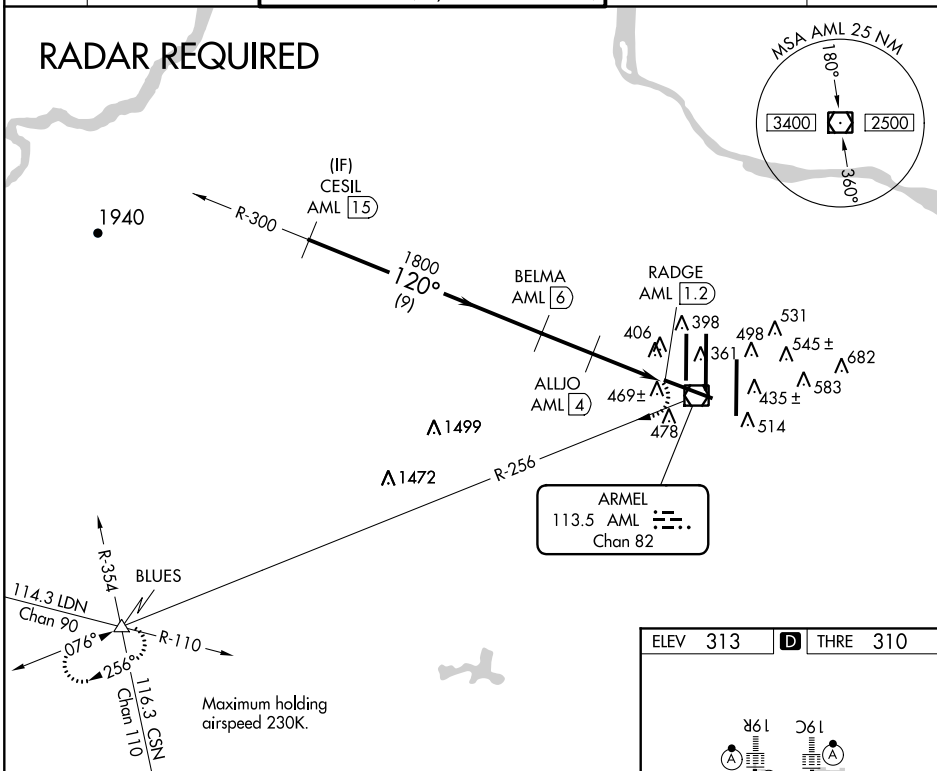 RADAR REQUIRED
MSA AML 25 NM
180°
3400
2500
360°
(IF)
CESIL
AML 15
R-300
1940
1800
120°
(9)
BELMA
AML 6
RADGE
AML 1.2
ALLJO
AML 4
406
398
361
498
531
545 ±
682
469±
435 ±
583
478
514
1499
1472
R-256
ARMEL
113.5 AML
Chan 82
R-354
BLUES
114.3 LDN
Chan 90
R-110
076°
256°
116.3 CSN
Chan 110
Maximum holding
airspeed 230K.
ELEV 313 D THRE 310
19R
19C
A
A